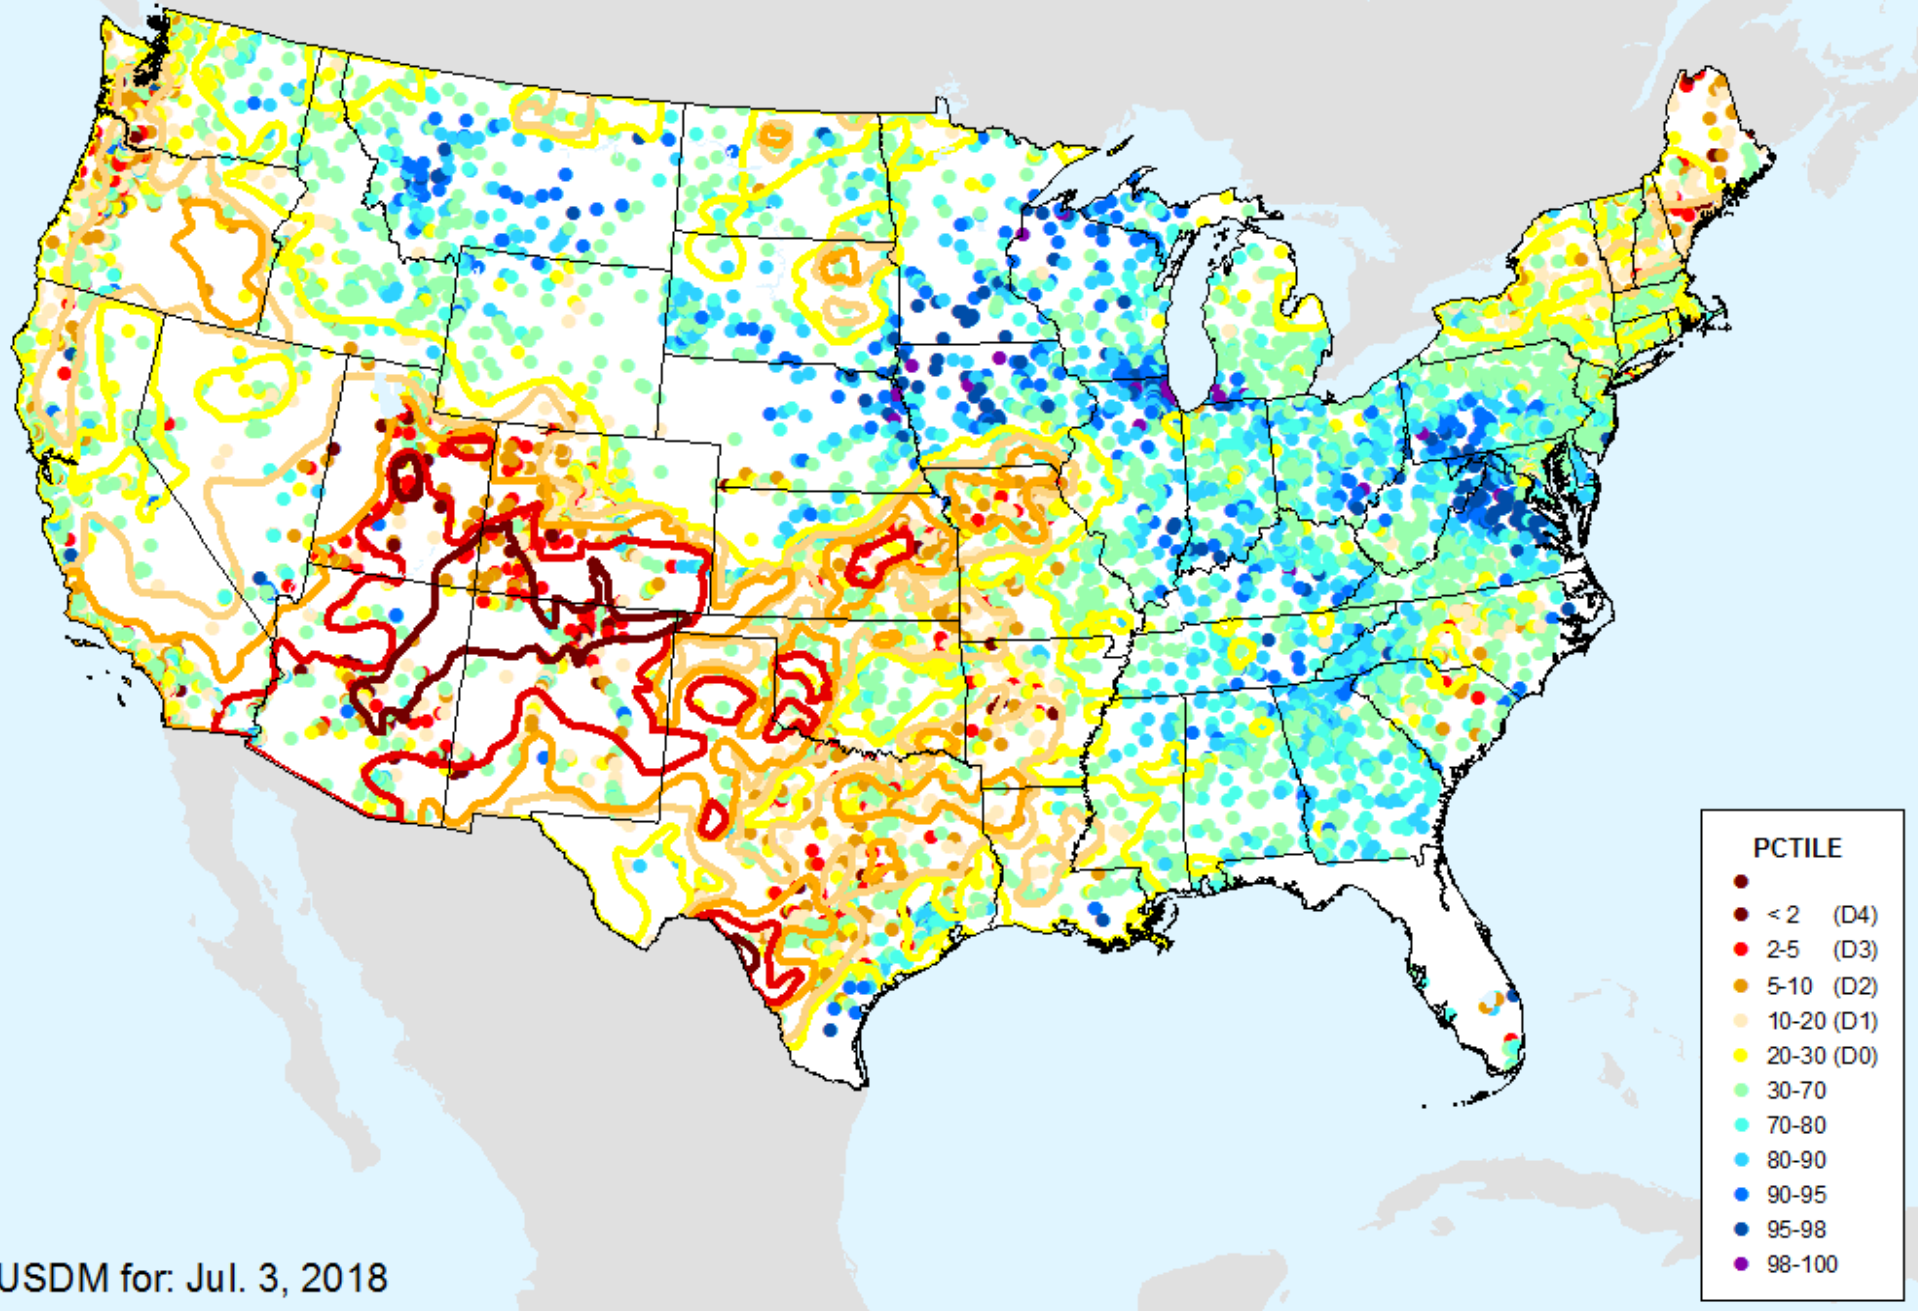 PCTILE
< 2 (D4)
2-5 (D3)
5-10 (D2)
10-20 (D1)
20-30 (D0)
30-70
70-80
80-90
90-95
95-98
98-100
USDM for: Jul. 3, 2018